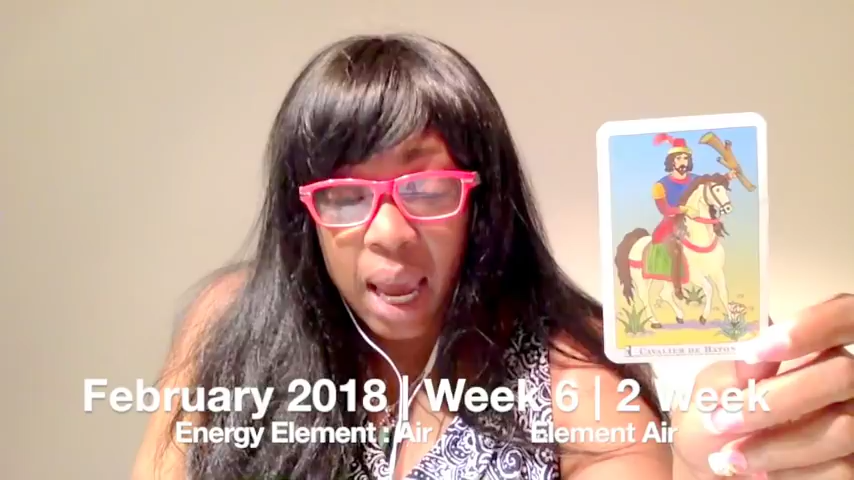 CAVALIER DE BATON
February 2018 | Week 6 | 2 Week
Energy Element : Air
Element Air